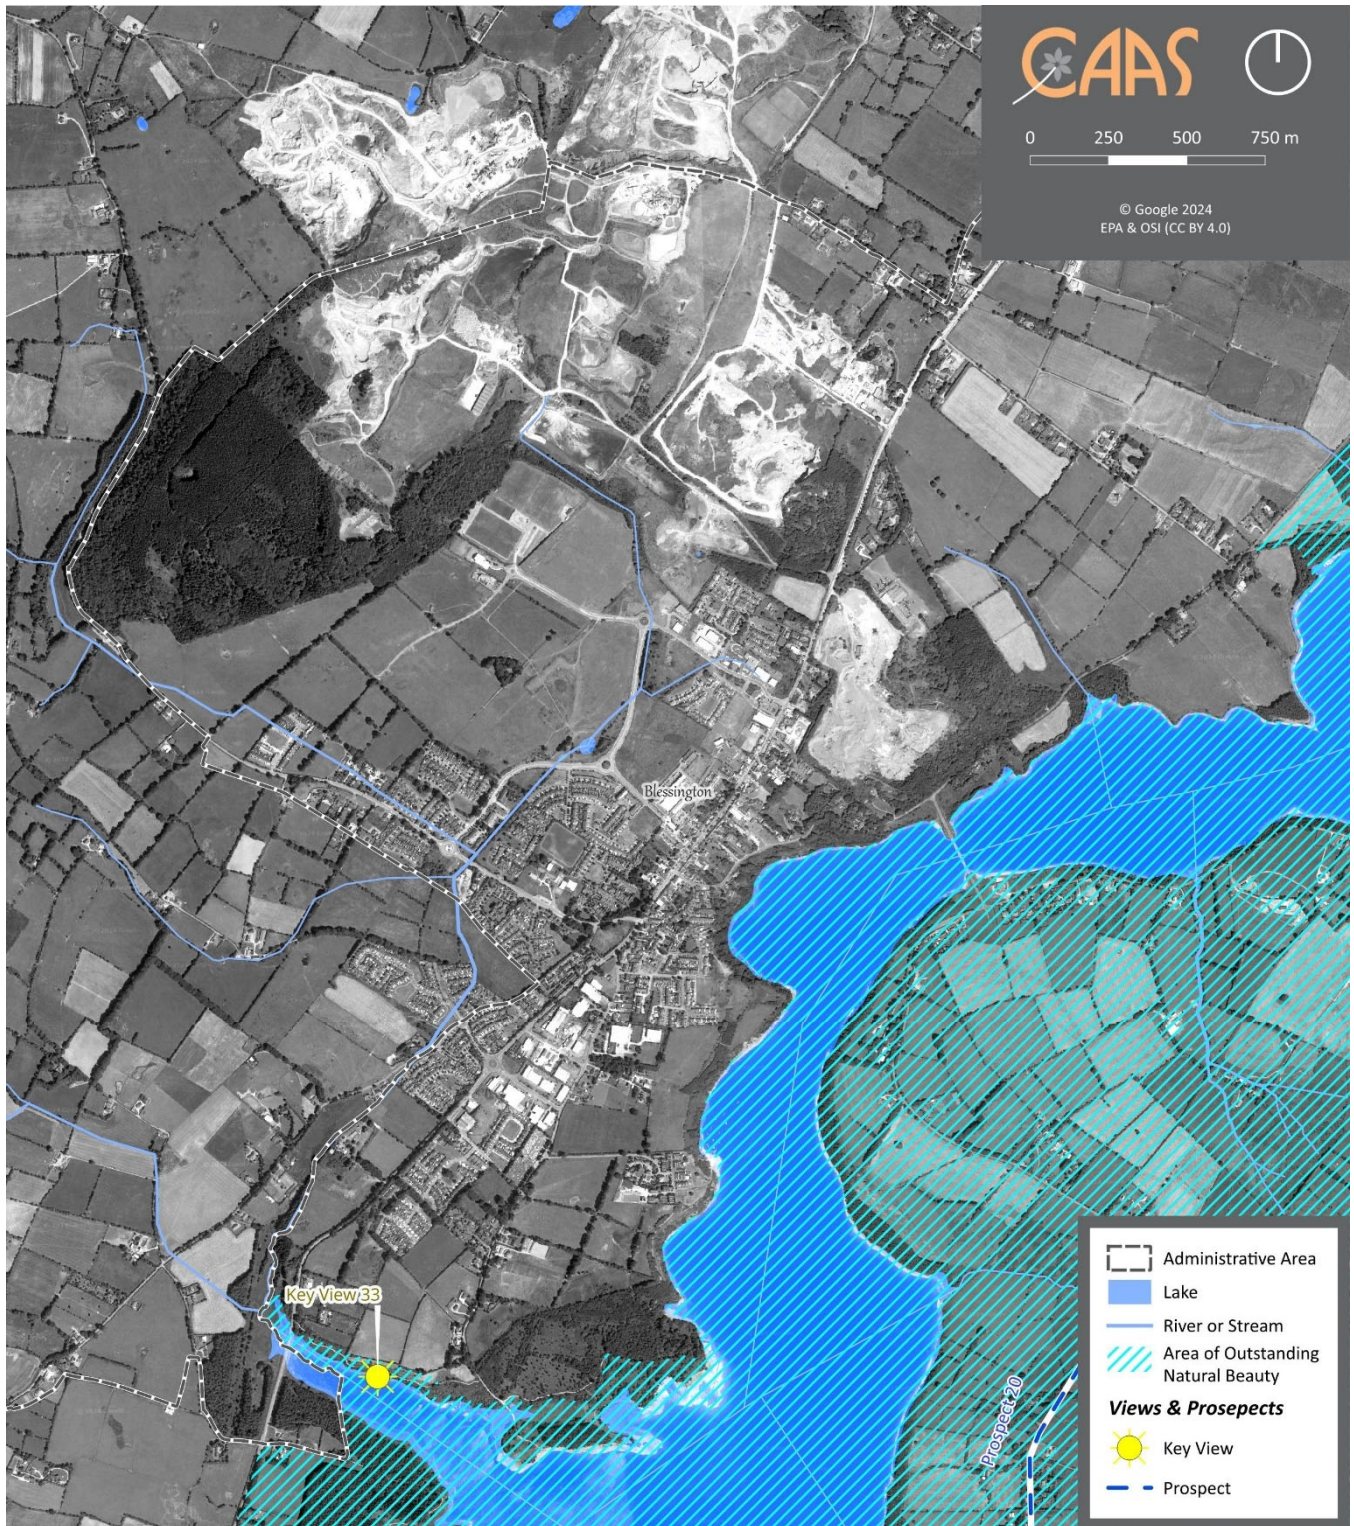 CAAS
0 250 500 750 m
© Google 2024
EPA & OSI (CC BY 4.0)
Blessington
Key View 33
Prospect 20
Administrative Area
Lake
River or Stream
Area of Outstanding
Natural Beauty
Views & Prosepects
Key View
Prospect